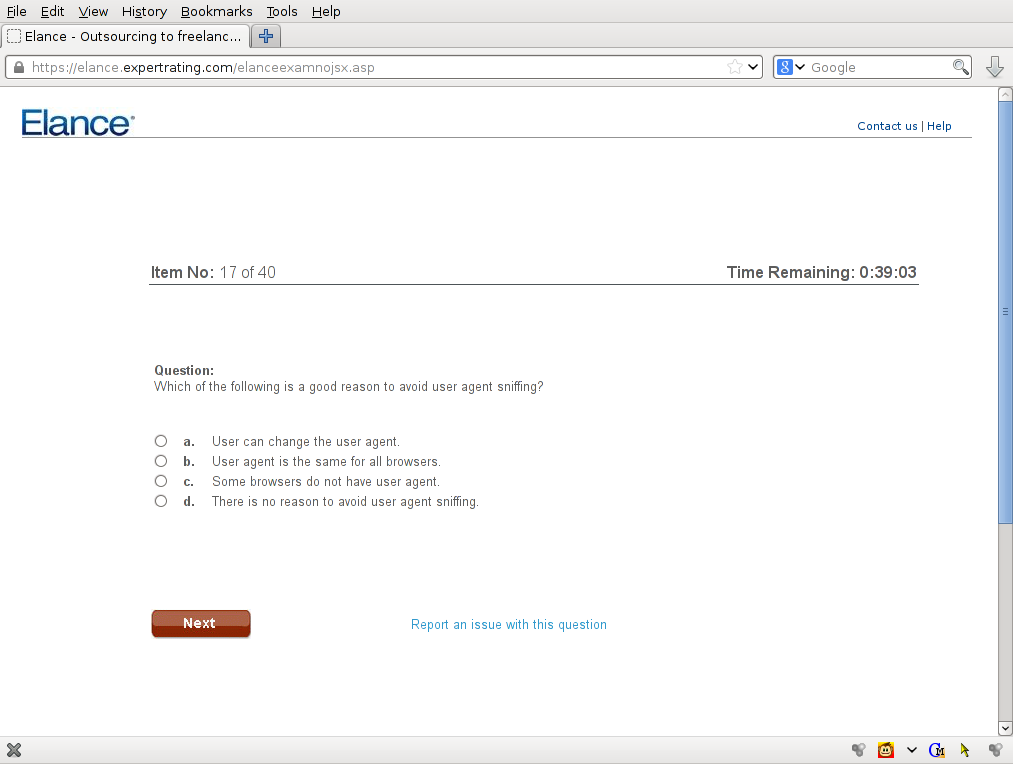 File Edit View History Bookmarks Tools Help
Elance - Outsourcing to freelanc...
https://elance.expertrating.com/elanceexamnojsx.asp
8 Google
Elance
Contact us | Help
Item No: 17 of 40
Time Remaining: 0:39:03
Question:
Which of the following is a good reason to avoid user agent sniffing?
a. User can change the user agent.
b. User agent is the same for all browsers.
c. Some browsers do not have user agent.
d. There is no reason to avoid user agent sniffing.
Next
Report an issue with this question